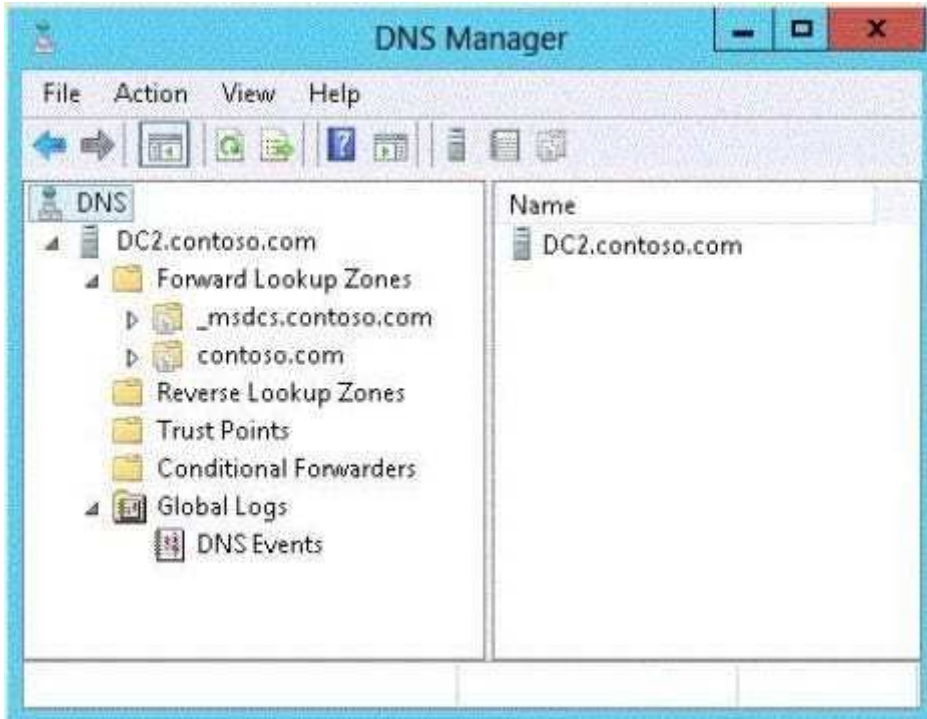 DNS Manager
File Action View Help
DNS
DC2.contoso.com
Forward Lookup Zones
_msdcs.contoso.com
contoso.com
Reverse Lookup Zones
Trust Points
Conditional Forwarders
Global Logs
DNS Events
Name
DC2.contoso.com